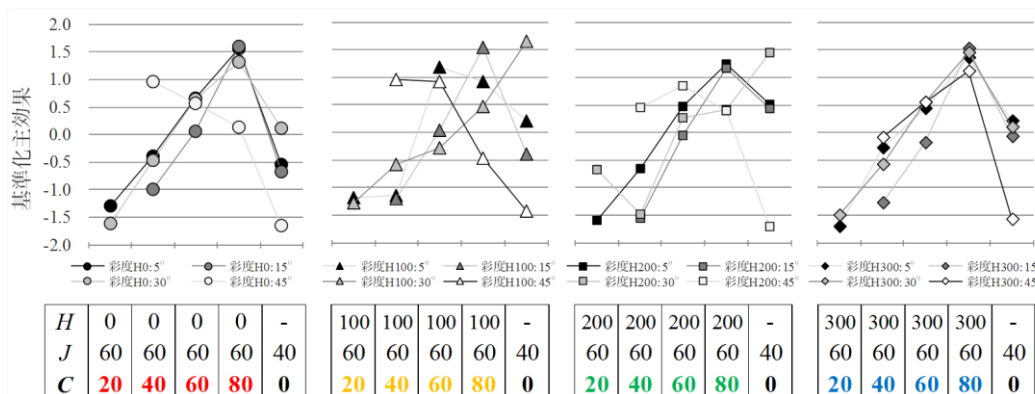 基準化主効果
2.0
1.5
1.0
0.5
0.0
-0.5
-1.0
-1.5
-2.0
彩度H0:5° 彩度H0:15°
彩度H0:30° 彩度H0:45°
彩度H100:5° 彩度H100:15°
彩度H100:30° 彩度H100:45°
彩度H200:5° 彩度H200:15°
彩度H200:30 彩度H200:45°
彩度H300:5° 彩度H300:15°
彩度H300:30° 彩度H300:45°
H 0 0 0 0 - 100 100 100 100 - 200 200 200 200 - 300 300 300 300 -
J 60 60 60 60 40 60 60 60 60 40 60 60 60 60 40 60 60 60 60 40
C 20 40 60 80 0 20 40 60 80 0 20 40 60 80 0 20 40 60 80 0